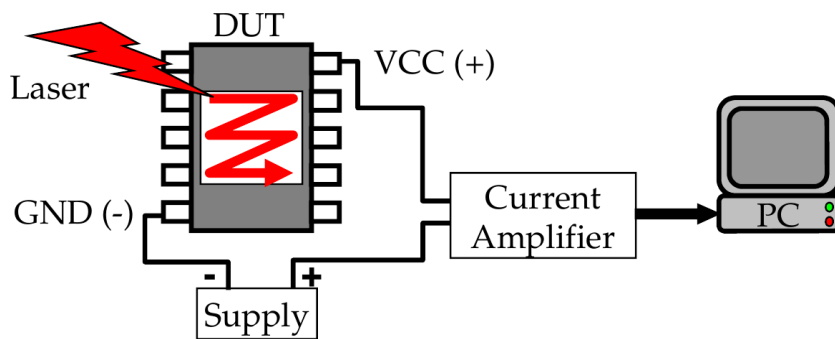 DUT
VCC (+)
Laser
GND (-)
Current
Amplifier
PC
- +
Supply